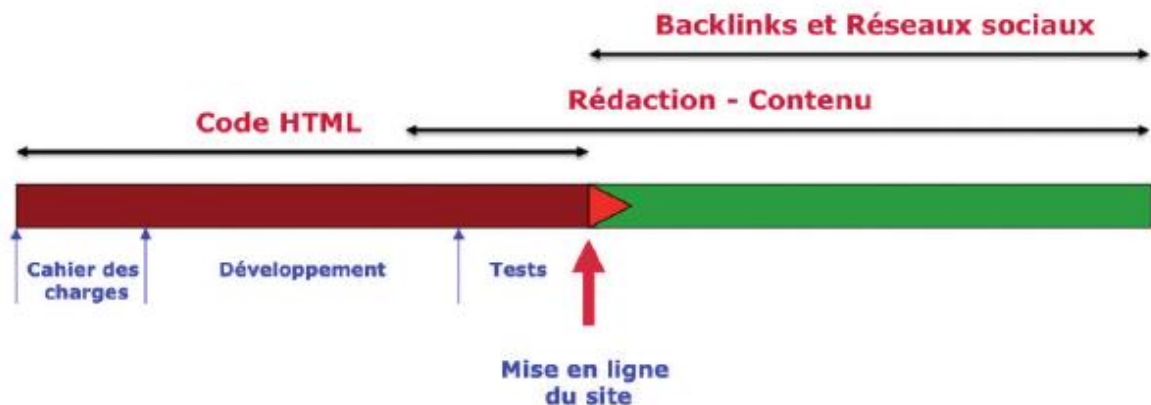 Backlinks et Réseaux sociaux
Rédaction - Contenu
Code HTML
Cahier des
charges
Développement
Tests
Mise en ligne
du site